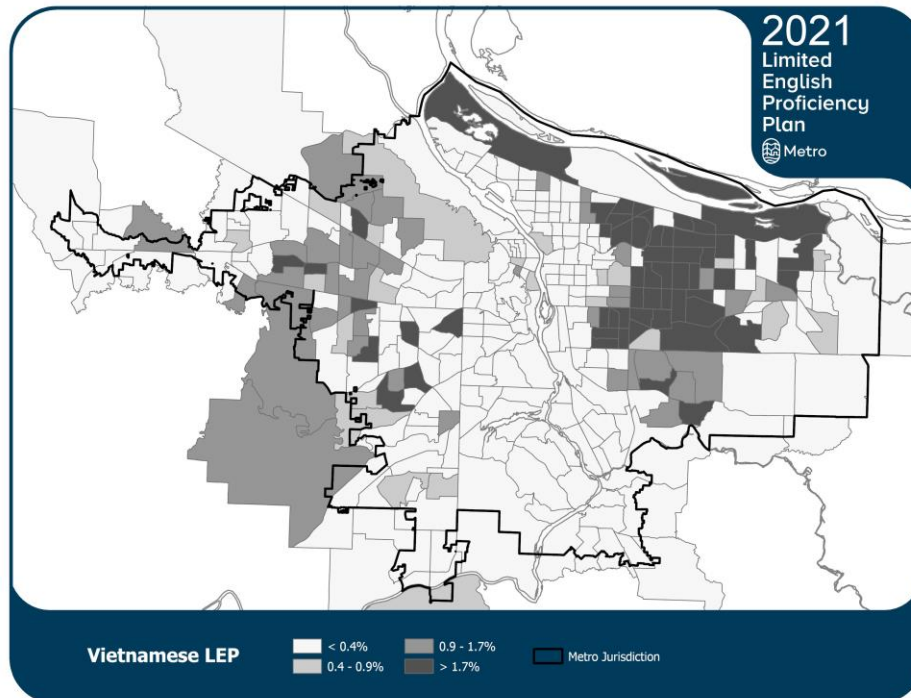 2021
Limited
English
Proficiency
Plan
Metro
Vietnamese LEP
< 0.4%
0.4 - 0.9%
0.9 - 1.7%
> 1.7%
Metro Jurisdiction